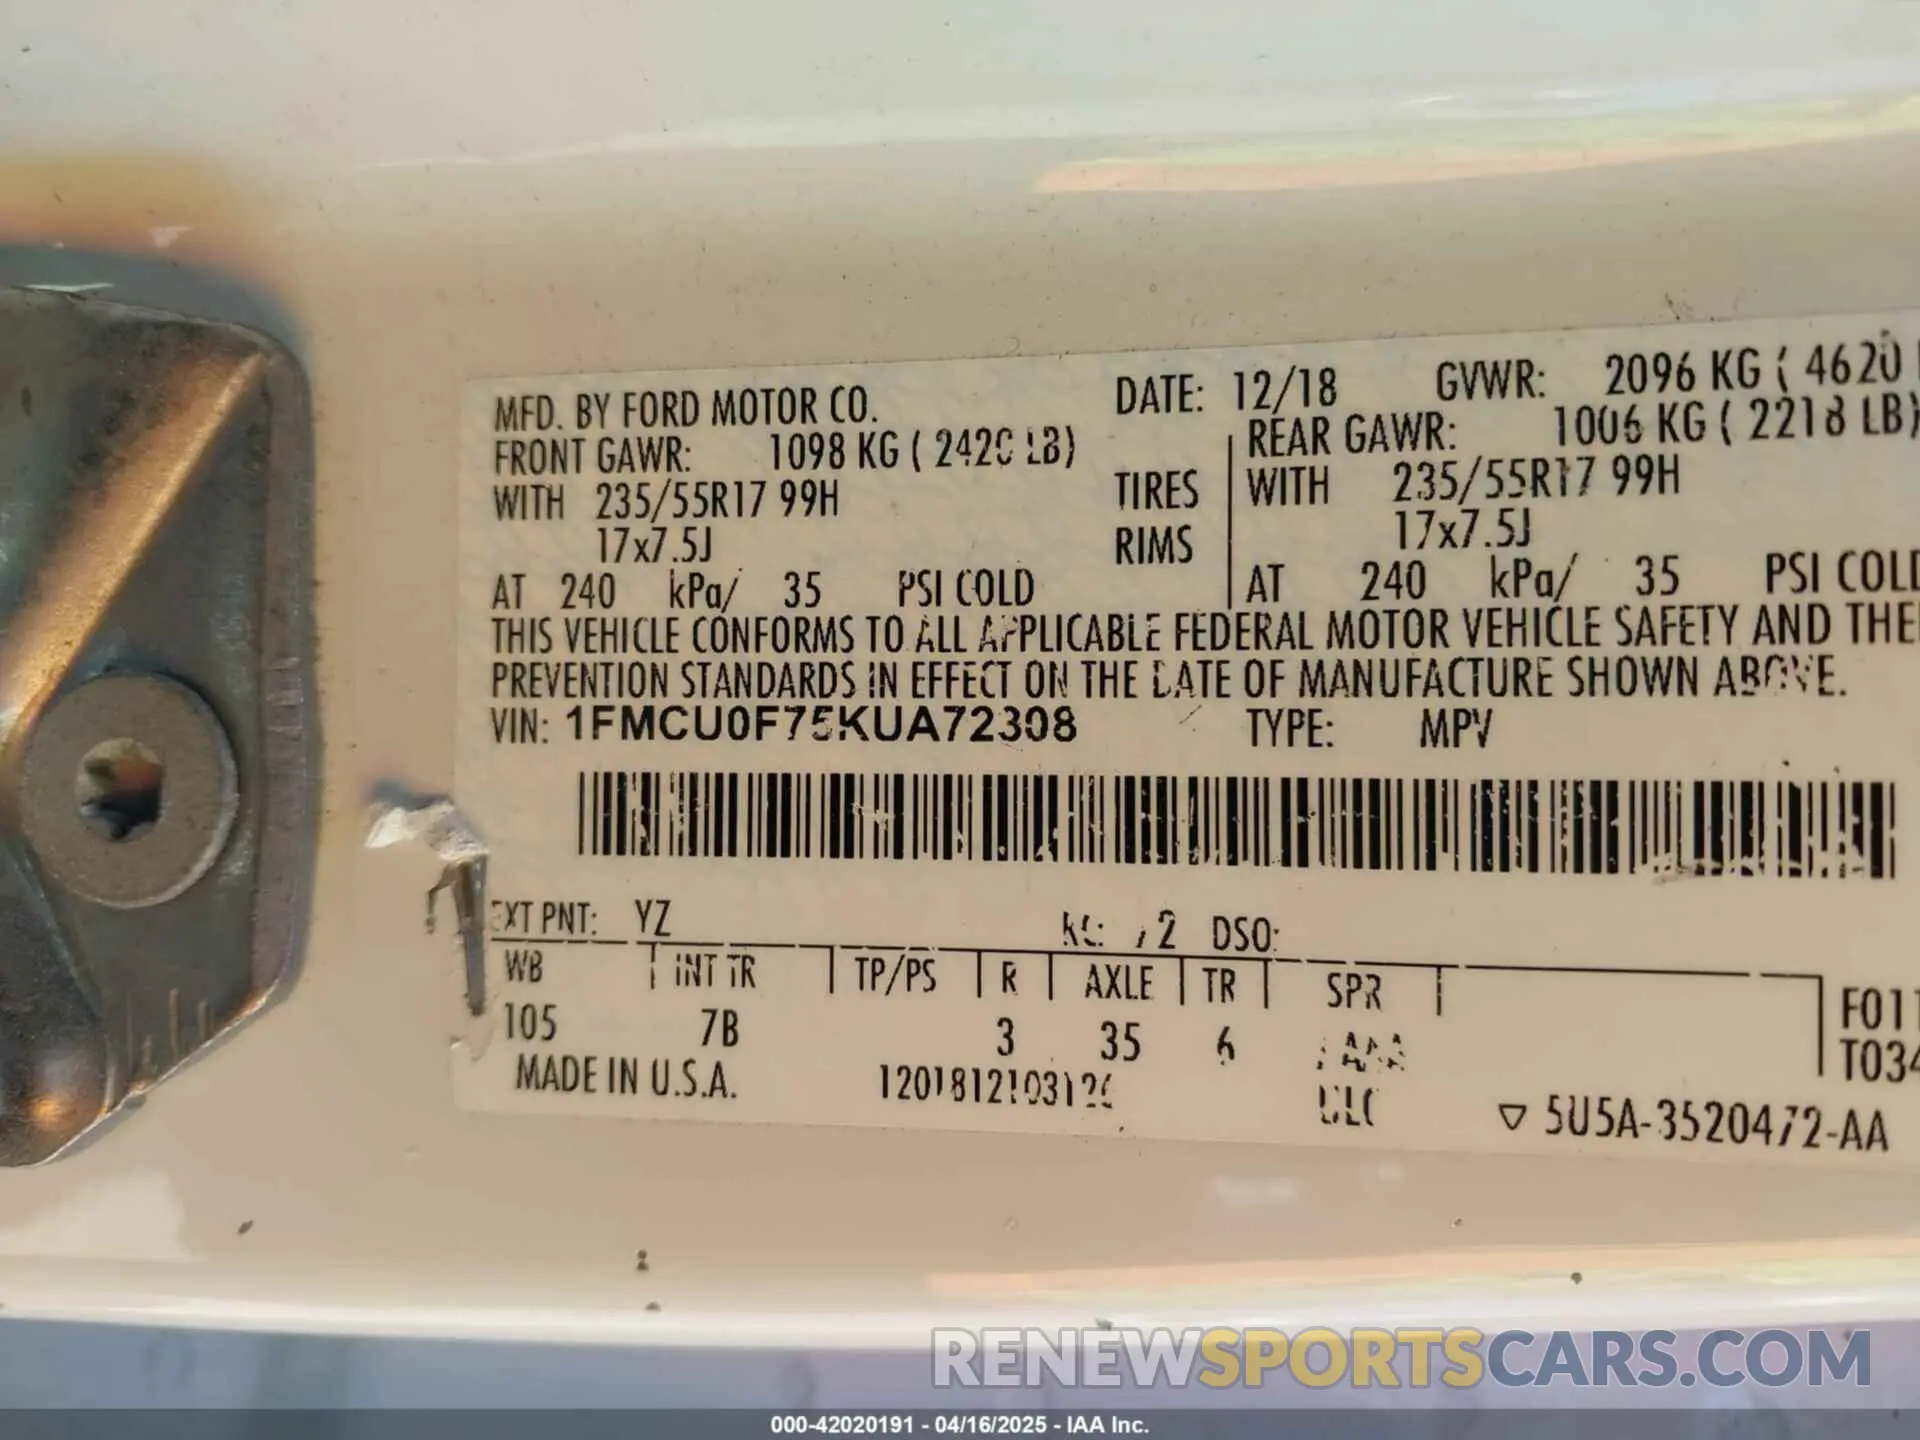 MFD. BY FORD MOTOR CO. DATE: 12/18 GVWR: 2096 KG ( 4620
FRONT GAWR: 1098 KG ( 2420 LB) REAR GAWR: 1006 KG ( 2218 LB)
WITH 235/55R17 99H TIRES WITH 235/55R17 99H
17x7.5J RIMS 17x7.5J
AT 240 kPa/ 35 PSI COLD AT 240 kPa/ 35 PSI COLD
THIS VEHICLE CONFORMS TO ALL APPLICABLE FEDERAL MOTOR VEHICLE SAFETY AND THE
PREVENTION STANDARDS IN EFFECT ON THE DATE OF MANUFACTURE SHOWN ABOVE.
VIN: 1FMCU0F75KUA72308 TYPE: MPV
EXT PNT: YZ DSO:
WB INT TR TP/PS R AXLE TR SPR
105 7B 3 35 6
F011
T034
MADE IN U.S.A.
▽ 5U5A-3520472-AA
RENEWSPORTSCARS.COM
000-42020191 - 04/16/2025 - IAA Inc.